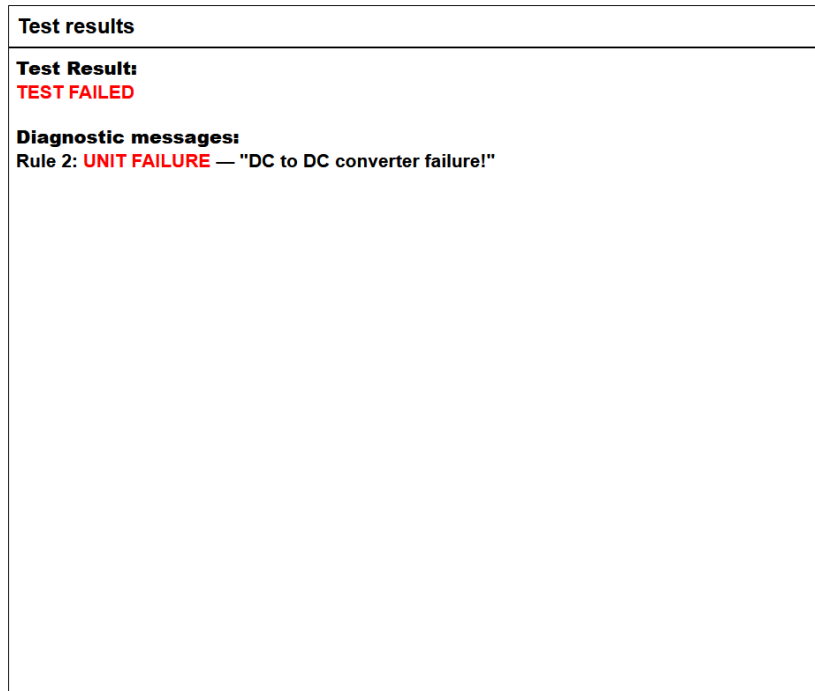 Test results
Test Result:
TEST FAILED
Diagnostic messages:
Rule 2: UNIT FAILURE — "DC to DC converter failure!"